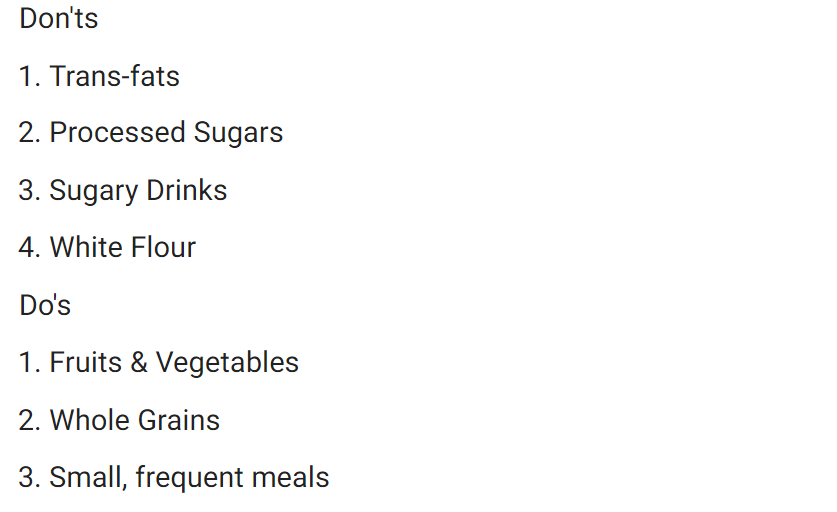 Don'ts
1. Trans-fats
2. Processed Sugars
3. Sugary Drinks
4. White Flour
Do's
1. Fruits & Vegetables
2. Whole Grains
3. Small, frequent meals